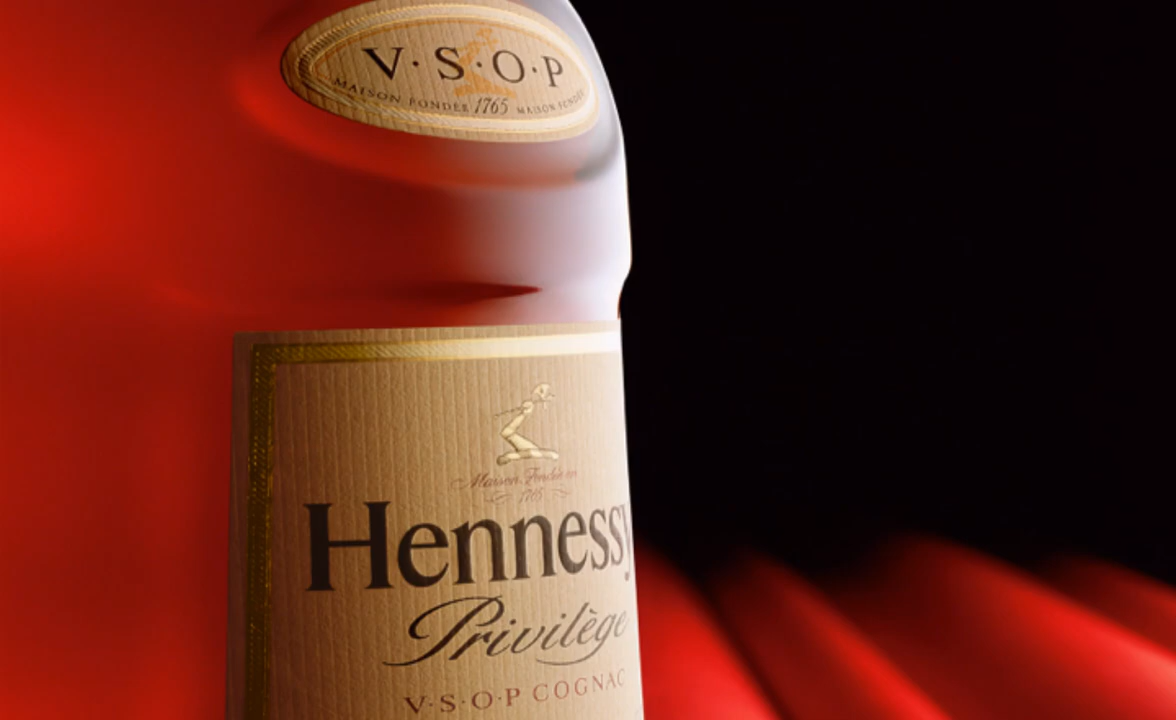 V·S·O·P
MAISON FONDÉE 1765 MAISON FONDÉE
Maison Fondée en
1765
Hennessy
Privilège
V·S·O·P COGNAC